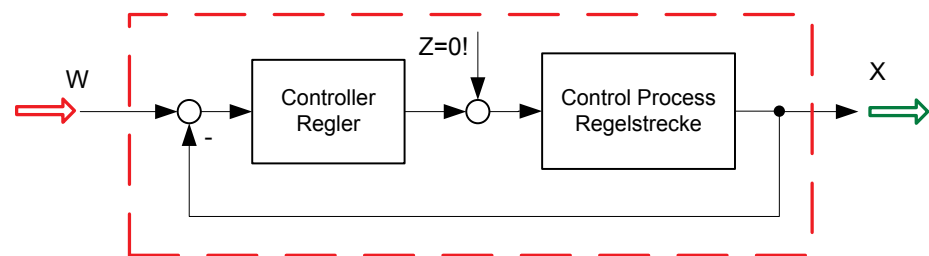 Z=0!
W
X
Controller
Regler
Control Process
Regelstrecke
-